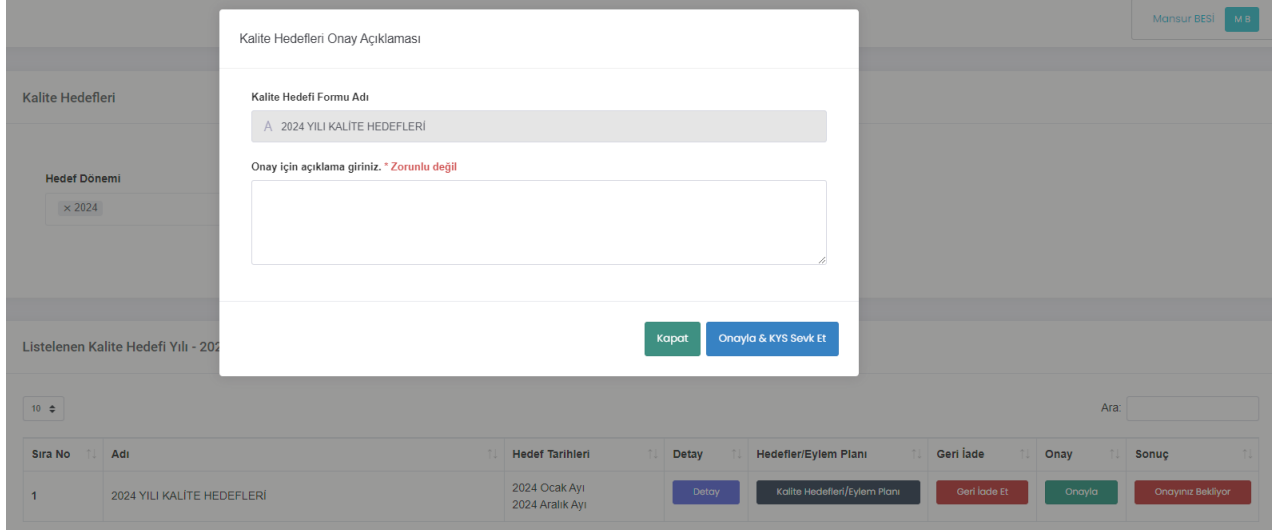 Mansur BESİ M B
Kalite Hedefleri Onay Açıklaması
Kalite Hedefleri
Kalite Hedefi Formu Adı
A 2024 YILI KALİTE HEDEFLERİ
Onay için açıklama giriniz. * Zorunlu değil
Hedef Dönemi
× 2024
Kapat Onayla & KYS Sevk Et
Listelenen Kalite Hedefi Yılı - 202
10 Ara:
Sıra No Adı Hedef Tarihleri Detay Hedefler/Eylem Planı Geri İade Onay Sonuç
1 2024 YILI KALİTE HEDEFLERİ 2024 Ocak Ayı Detay Kalite Hedefleri/Eylem Planı Geri İade Et Onayla Onayınız Bekliyor
2024 Aralık Ayı